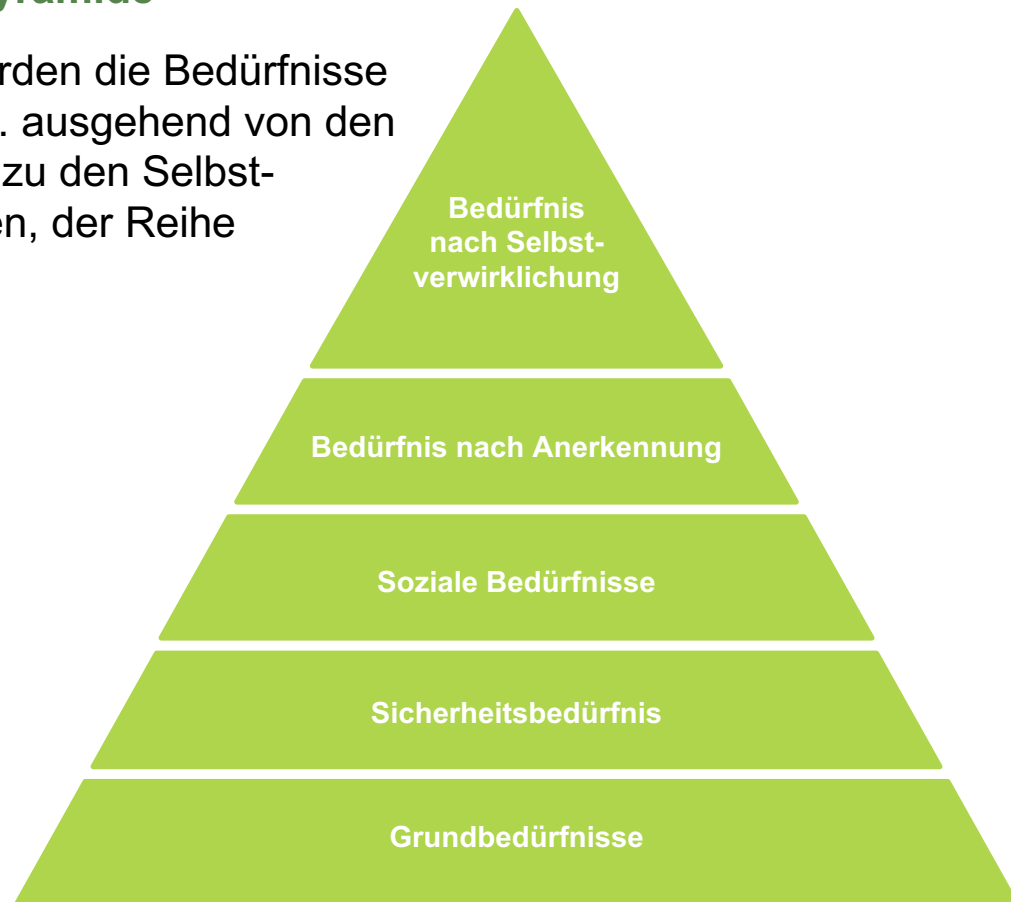 rden die Bedürfnisse
. ausgehend von den
zu den Selbst-
en, der Reihe
Bedürfnis
nach Selbst-
verwirklichung
Bedürfnis nach Anerkennung
Soziale Bedürfnisse
Sicherheitsbedürfnis
Grundbedürfnisse